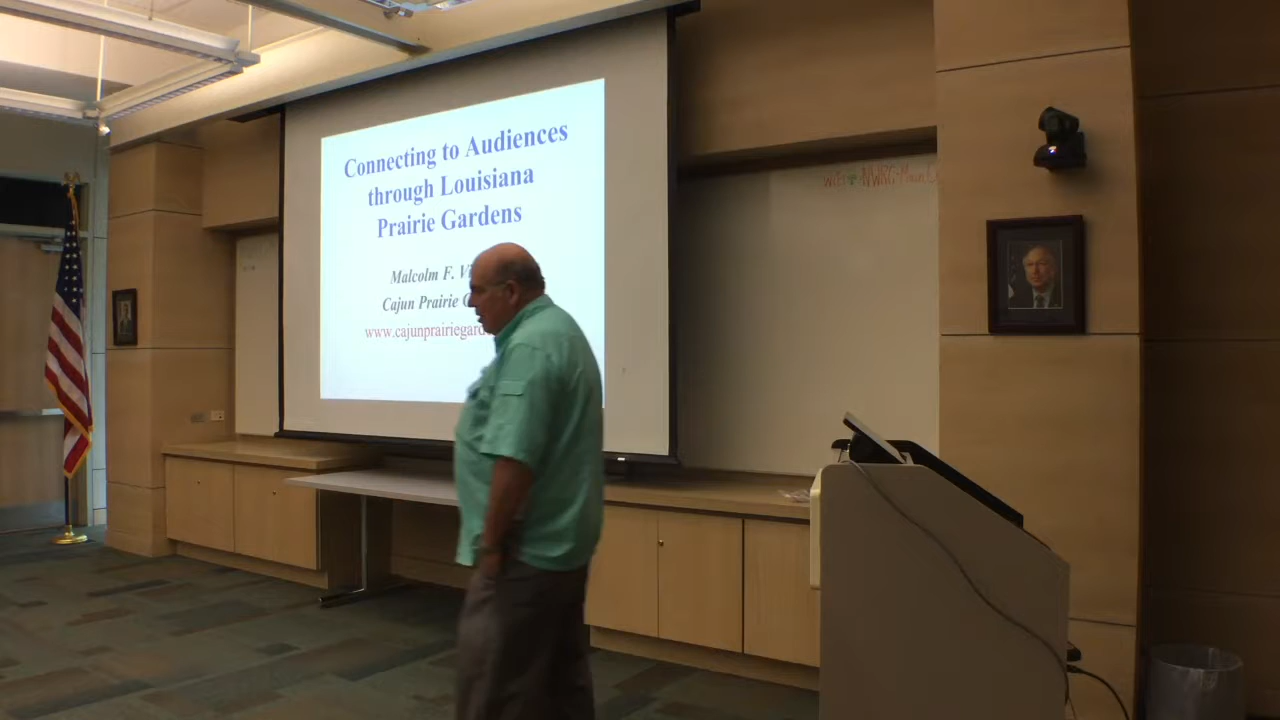 Connecting to Audiences
through Louisiana
Prairie Gardens
Malcolm F.
Cajun Prairie
www.cajunprairiegard